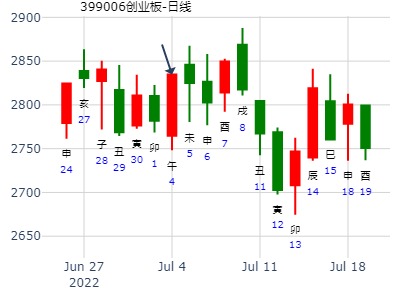 399006创业板-日线
2900
2850
2800
2750
2700
2650
申
24
亥
27
子
28
丑
29
寅
30
卯
1
午
4
未
5
申
6
酉
7
戌
8
丑
11
寅
12
卯
13
辰
14
巳
15
申
18
酉
19
Jun 27
2022
Jul 4
Jul 11
Jul 18